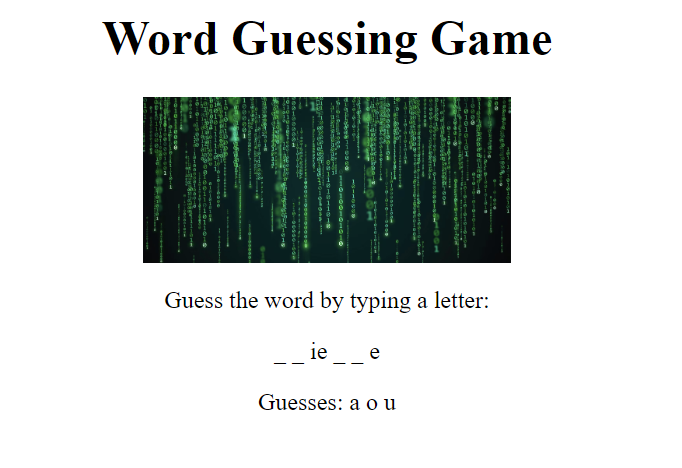 Word Guessing Game
Guess the word by typing a letter:
_ _ ie _ _ e
Guesses: a o u